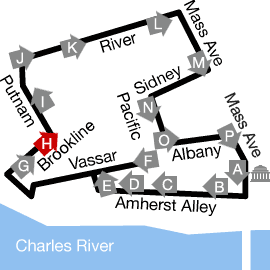 L
Mass Ave
River
K
J
M
Sidney
Putnam
I
N
Pacific
Mass Ave
H
Brookline
O
P
Albany
Vassar
F
G
A
E
D
C
B
Amherst Alley
Charles River